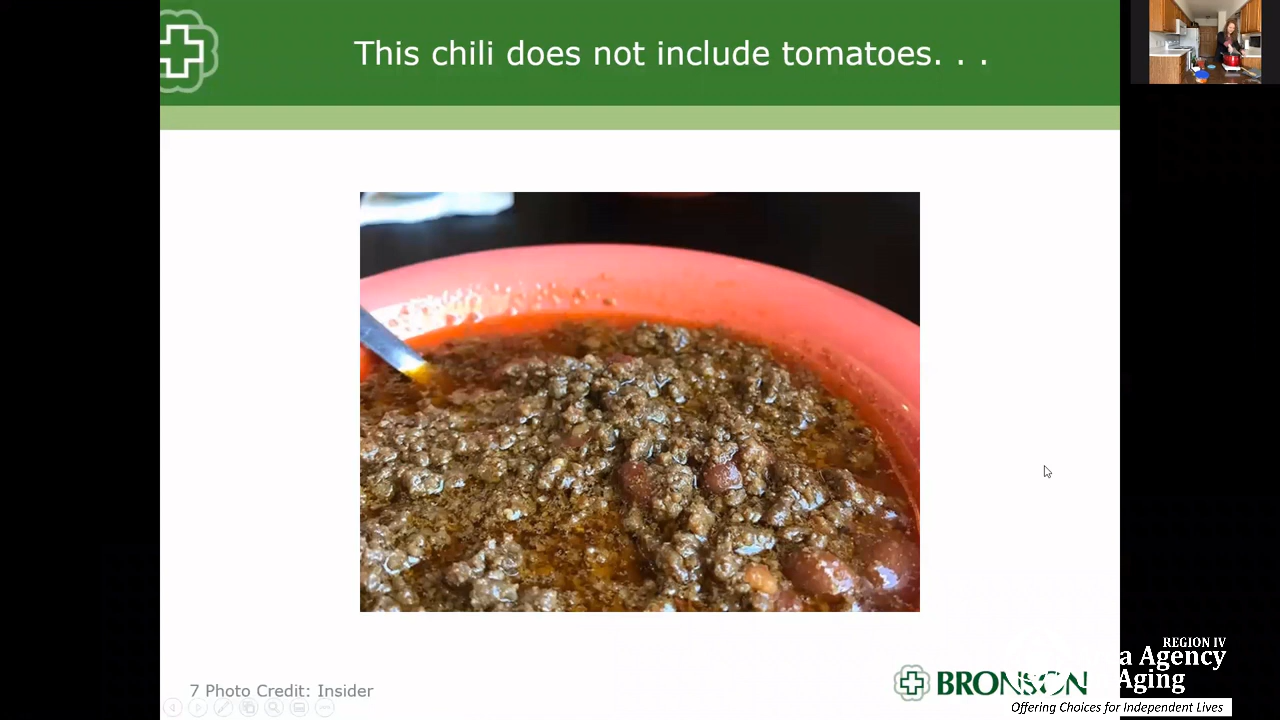 This chili does not include tomatoes. . .
7 Photo Credit: Insider
BRONSON
REGION IV
a Agency
Aging
Offering Choices for Independent Lives